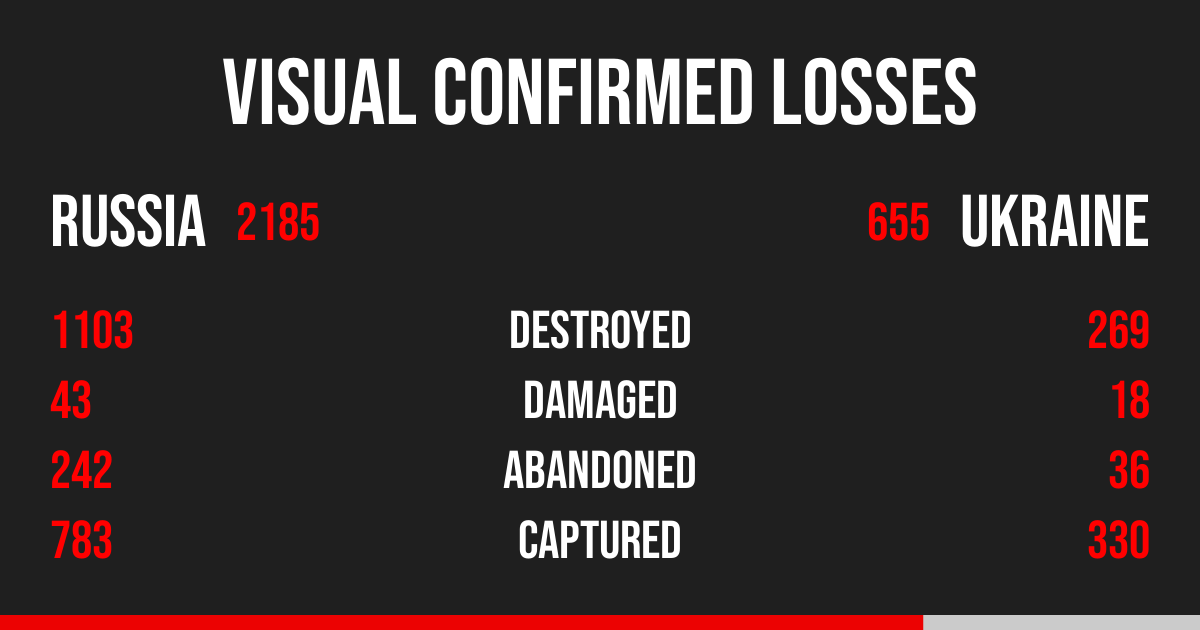 VISUAL CONFIRMED LOSSES
RUSSIA 2185 655 UKRAINE
1103 DESTROYED 269
43 DAMAGED 18
242 ABANDONED 36
783 CAPTURED 330